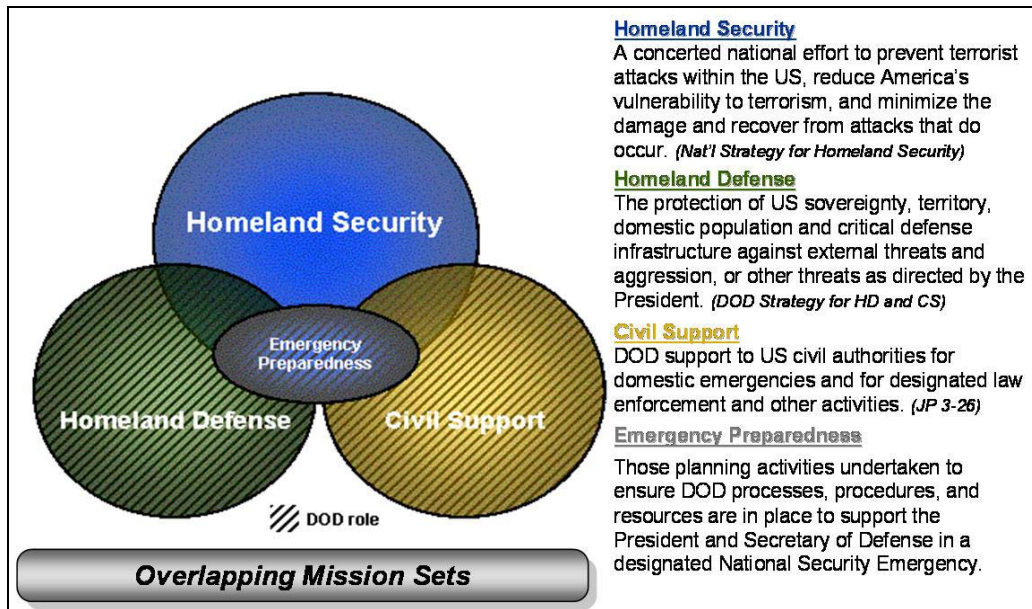 Homeland Security
Emergency
Preparedness
Homeland Defense
Civil Support
DOD role
Overlapping Mission Sets
Homeland Security
A concerted national effort to prevent terrorist
attacks within the US, reduce America's
vulnerability to terrorism, and minimize the
damage and recover from attacks that do
occur. (Nat'l Strategy for Homeland Security)
Homeland Defense
The protection of US sovereignty, territory,
domestic population and critical defense
infrastructure against external threats and
aggression, or other threats as directed by the
President. (DOD Strategy for HD and CS)
Civil Support
DOD support to US civil authorities for
domestic emergencies and for designated law
enforcement and other activities. (JP 3-26)
Emergency Preparedness
Those planning activities undertaken to
ensure DOD processes, procedures, and
resources are in place to support the
President and Secretary of Defense in a
designated National Security Emergency.